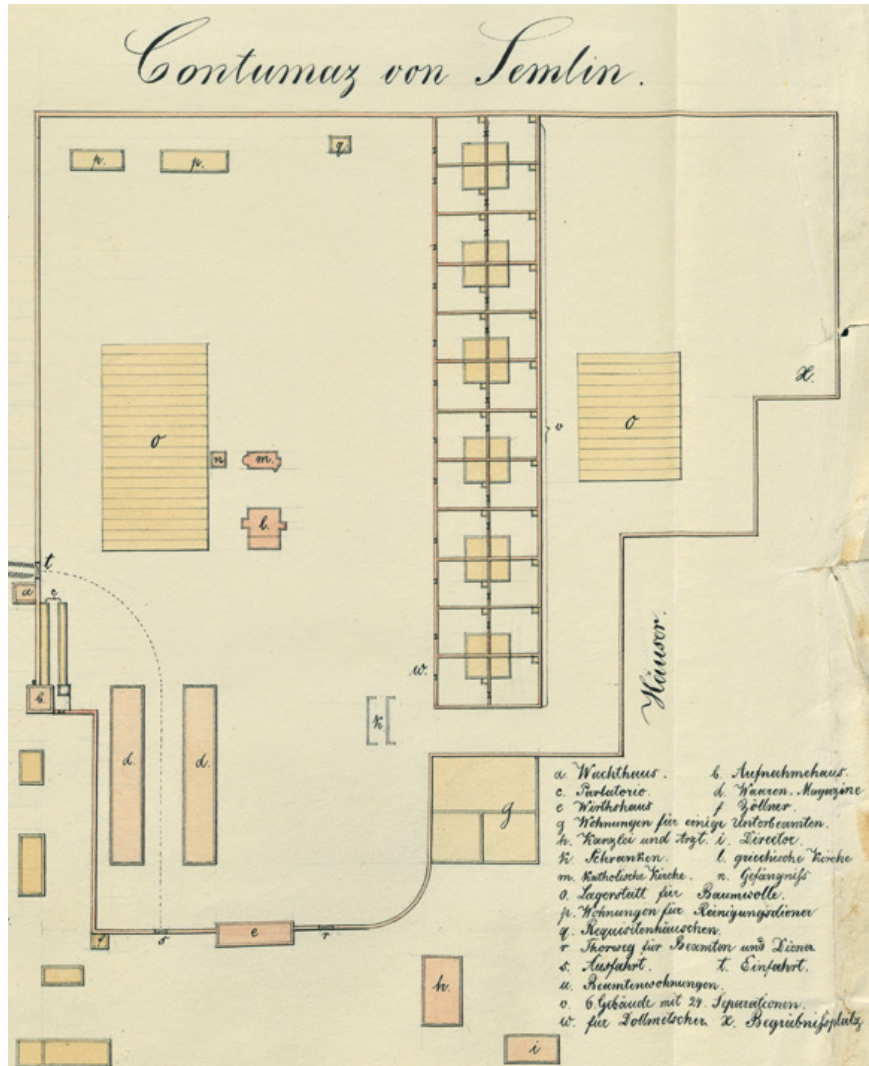 Contumaz von Semlin.
p. p. q.
x.
o o v
n m.
l.
t
a c
w.
Häuser.
b. k
d. d.
g
s e r
h.
i
a. Wachthaus. b. Aufnahmehaus.
c. Parlatorio. d. Waaren-Magazine
e Wirthshaus f Zöllner.
g Wohnungen für einige Unterbeamten.
h. Kanzlei und Arzt. i. Director.
k Schranken. l. griechische Kirche
m. katholische Kirche. n. Gefängniß
o. Lagerstatt für Baumwolle.
p. Wohnungen für Reinigungsdiener
q. Requisitenhäuschen.
r Thorweg für Beamten und Diener
s. Ausfahrt. t. Einfahrt.
u. Beamtenwohnungen.
v. 6 Gebäude mit 24. Separationen.
w. für Dollmetscher. x. Begräbnißplatz